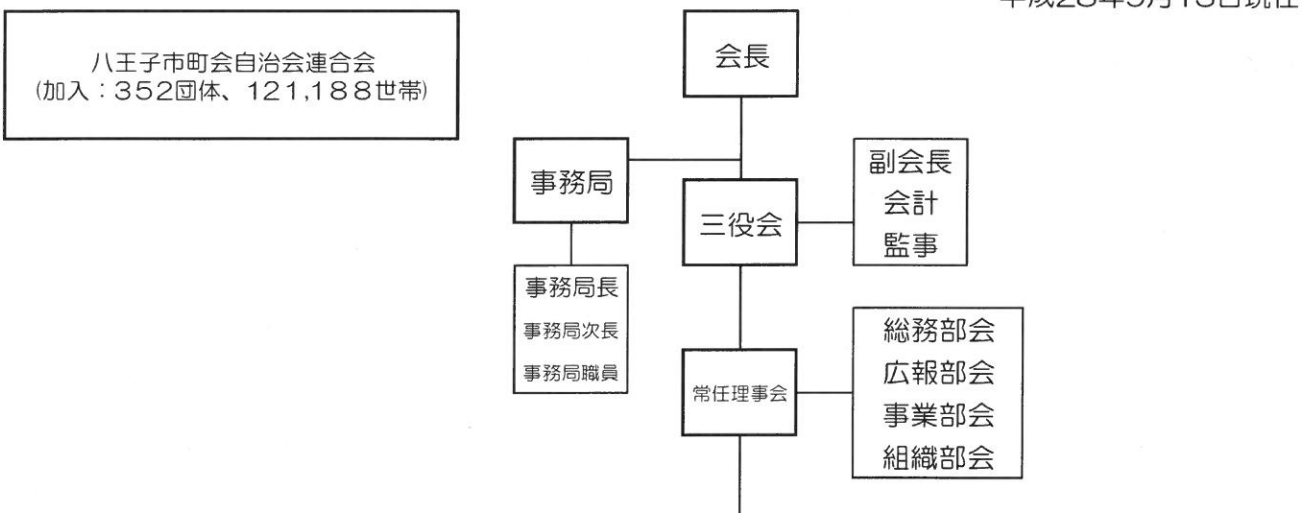 八王子市町会自治会連合会
(加入：352団体、121,188世帯)
会長
事務局
副会長
会計
監事
三役会
事務局長
事務局次長
事務局職員
総務部会
広報部会
事業部会
組織部会
常任理事会